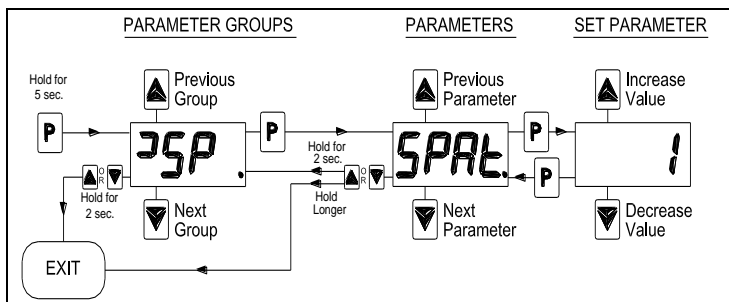 PARAMETER GROUPS
PARAMETERS
SET PARAMETER
Hold for
5 sec.
P
Previous
Group
ᄅSP.
P
Next
Group
OR
Hold for
2 sec.
EXIT
Hold for
2 sec.
OR
Hold
Longer
Previous
Parameter
SPAt.
Next
Parameter
P
P
Increase
Value
1
Decrease
Value